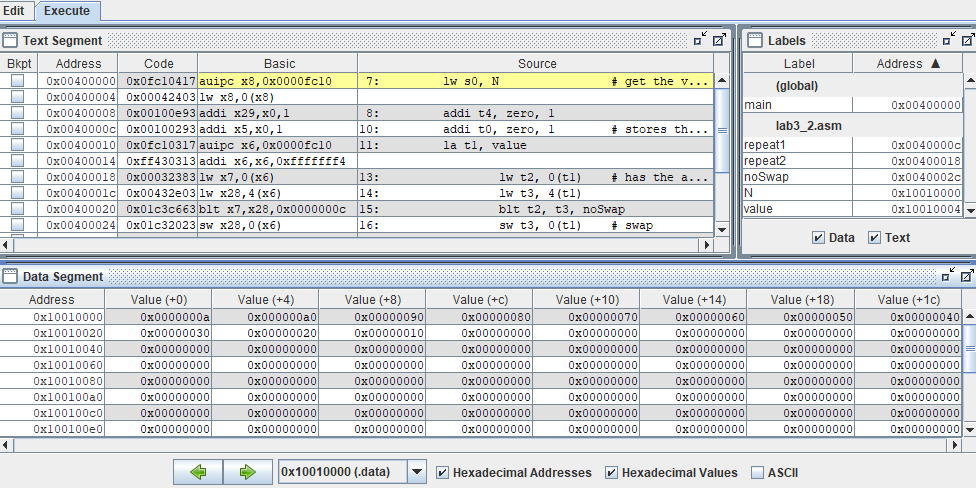 Edit Execute
Text Segment
Bkpt Address Code Basic Source
0x00400000 0x0fc10417 auipc x8,0x0000fc10 7: lw s0, N # get the v...
0x00400004 0x00042403 lw x8,0(x8)
0x00400008 0x00100e93 addi x29,x0,1 8: addi t4, zero, 1
0x0040000c 0x00100293 addi x5,x0,1 10: addi t0, zero, 1 # stores th...
0x00400010 0x0fc10317 auipc x6,0x0000fc10 11: la t1, value
0x00400014 0xff430313 addi x6,x6,0xfffffff4
0x00400018 0x00032383 lw x7,0(x6) 13: lw t2, 0(t1) # has the a...
0x0040001c 0x00432e03 lw x28,4(x6) 14: lw t3, 4(t1)
0x00400020 0x01c3c663 blt x7,x28,0x0000000c 15: blt t2, t3, noSwap
0x00400024 0x01c32023 sw x28,0(x6) 16: sw t3, 0(t1) # swap
Labels
Label Address ▲
(global)
main 0x00400000
lab3_2.asm
repeat1 0x0040000c
repeat2 0x00400018
noSwap 0x0040002c
N 0x10010000
value 0x10010004
Data Text
Data Segment
Address Value (+0) Value (+4) Value (+8) Value (+c) Value (+10) Value (+14) Value (+18) Value (+1c)
0x10010000 0x0000000a 0x000000a0 0x00000090 0x00000080 0x00000070 0x00000060 0x00000050 0x00000040
0x10010020 0x00000030 0x00000020 0x00000010 0x00000000 0x00000000 0x00000000 0x00000000 0x00000000
0x10010040 0x00000000 0x00000000 0x00000000 0x00000000 0x00000000 0x00000000 0x00000000 0x00000000
0x10010060 0x00000000 0x00000000 0x00000000 0x00000000 0x00000000 0x00000000 0x00000000 0x00000000
0x10010080 0x00000000 0x00000000 0x00000000 0x00000000 0x00000000 0x00000000 0x00000000 0x00000000
0x100100a0 0x00000000 0x00000000 0x00000000 0x00000000 0x00000000 0x00000000 0x00000000 0x00000000
0x100100c0 0x00000000 0x00000000 0x00000000 0x00000000 0x00000000 0x00000000 0x00000000 0x00000000
0x100100e0 0x00000000 0x00000000 0x00000000 0x00000000 0x00000000 0x00000000 0x00000000 0x00000000
0x10010000 (.data) Hexadecimal Addresses Hexadecimal Values ASCII